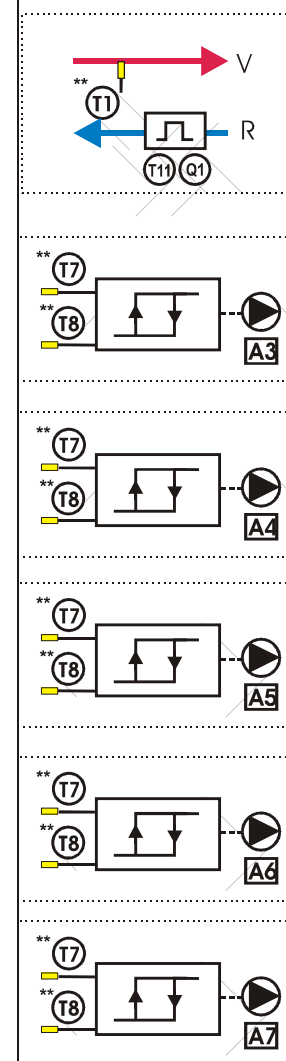 V
**
T1
R
T11 Q1
** T7
** T8
A3
** T7
** T8
A4
** T7
** T8
A5
** T7
** T8
A6
** T7
** T8
A7